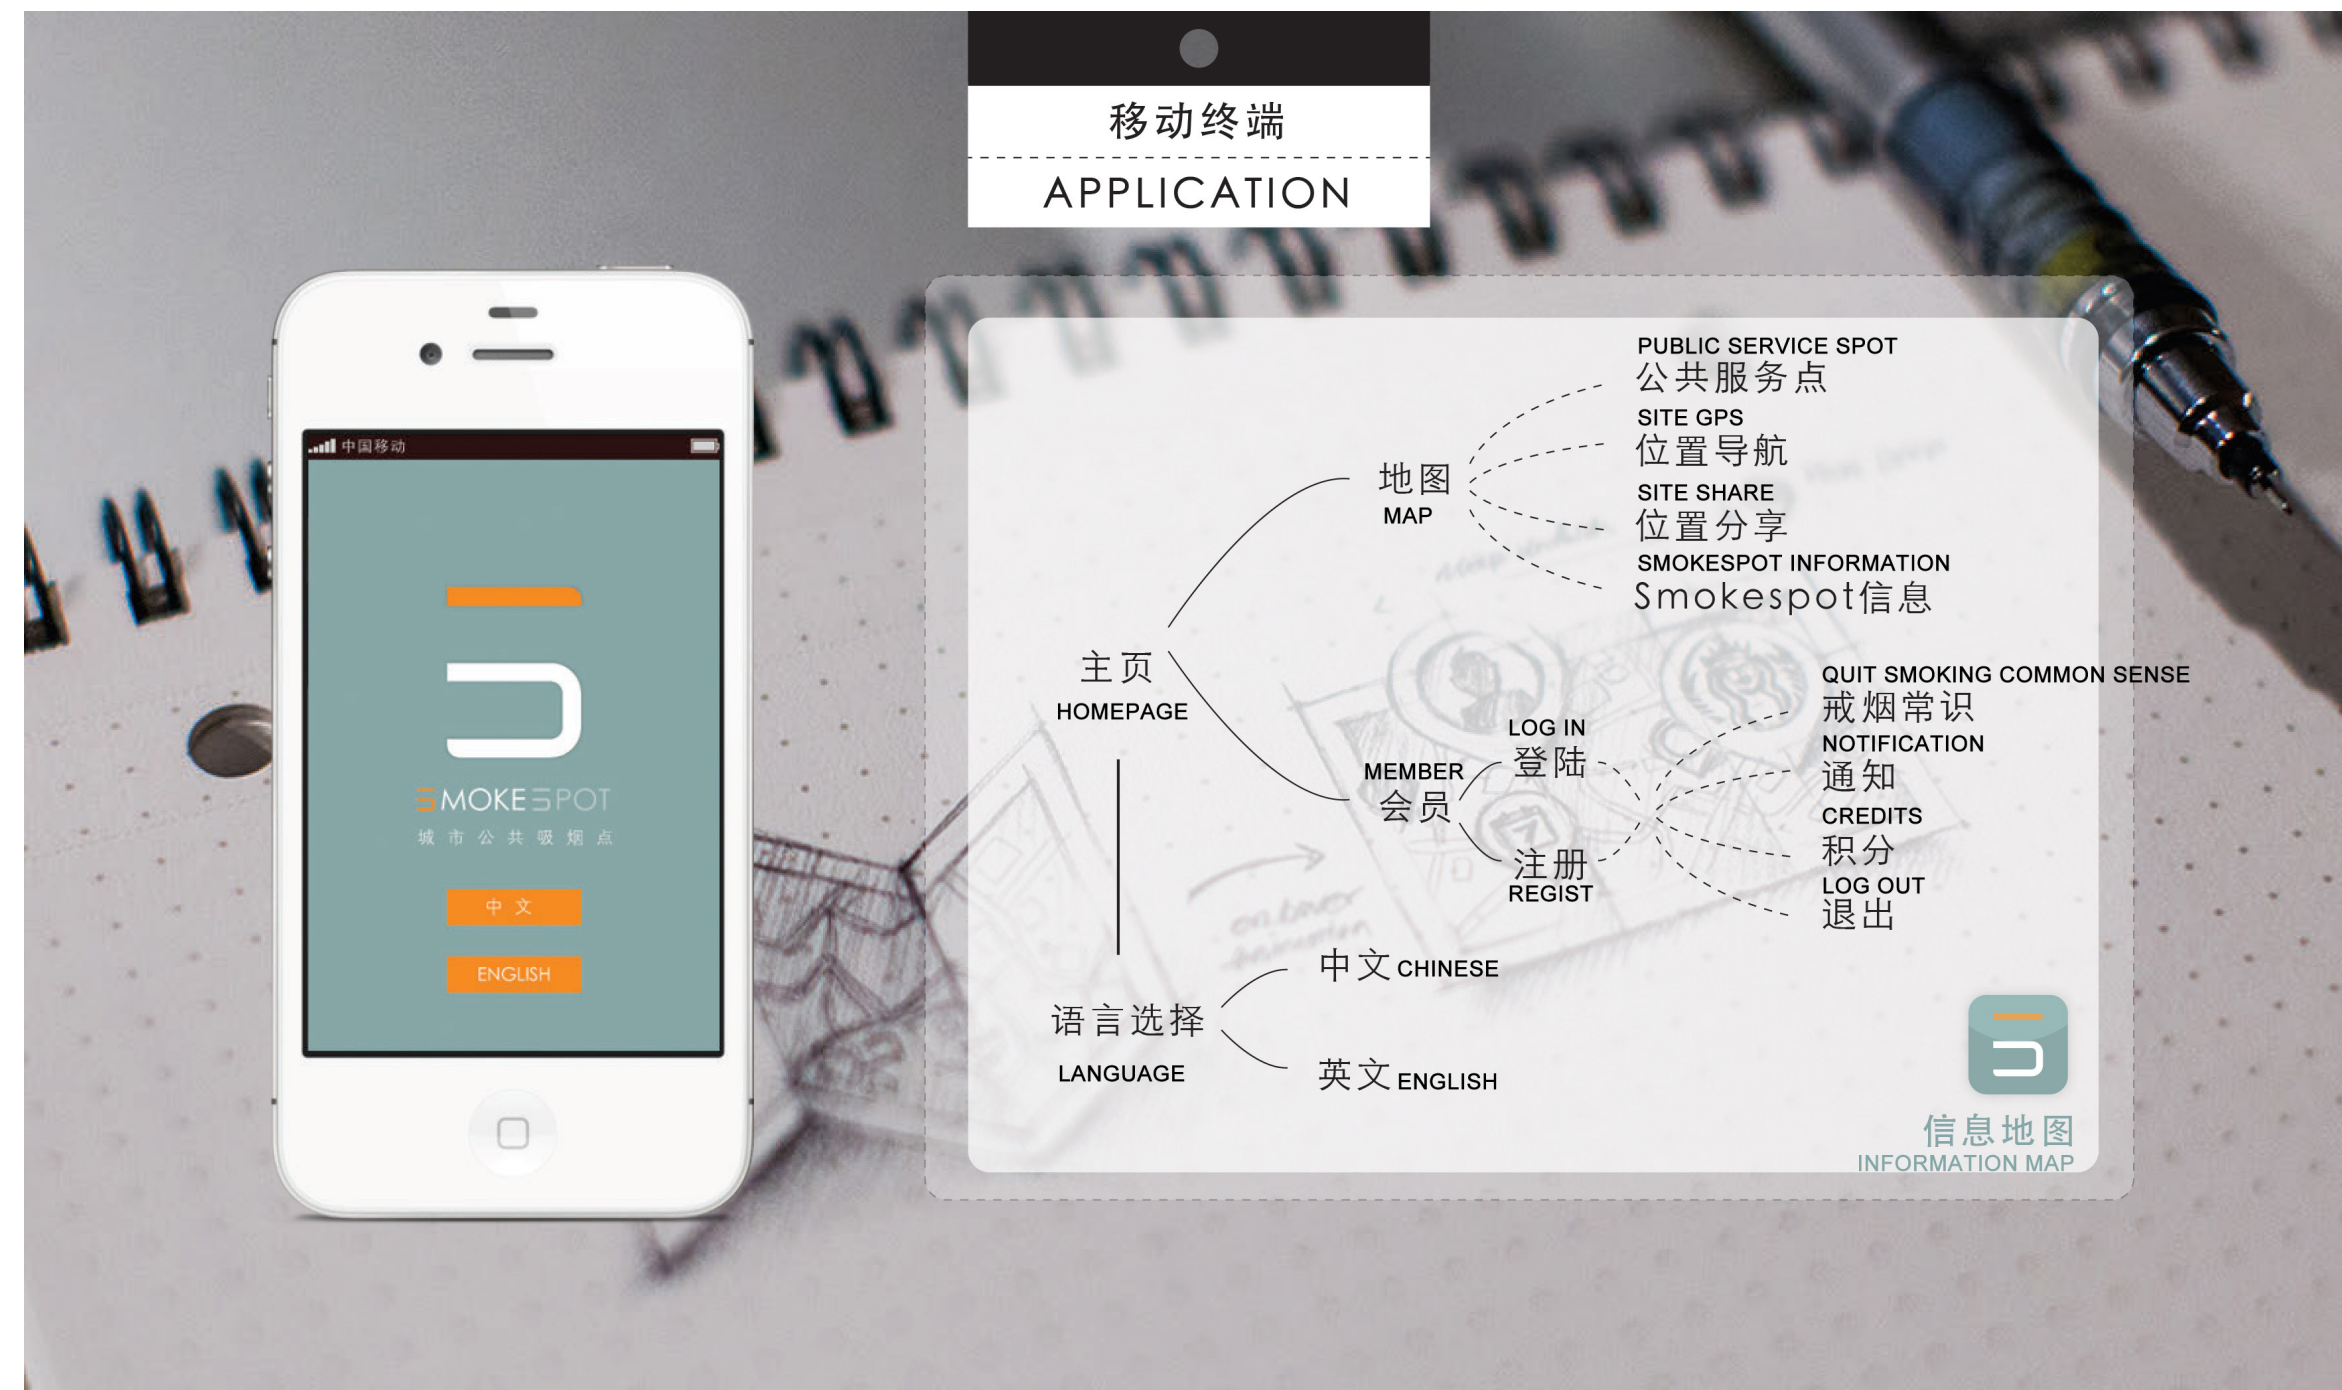 移动终端
APPLICATION
中国移动
SMOKESPOT
城市公共吸烟点
中文
ENGLISH
PUBLIC SERVICE SPOT
公共服务点
SITE GPS
位置导航
SITE SHARE
位置分享
SMOKESPOT INFORMATION
Smokespot信息
地图
MAP
主页
HOMEPAGE
MEMBER
会员
LOG IN
登陆
注册
REGIST
QUIT SMOKING COMMON SENSE
戒烟常识
NOTIFICATION
通知
CREDITS
积分
LOG OUT
退出
语言选择
LANGUAGE
中文 CHINESE
英文 ENGLISH
信息地图
INFORMATION MAP